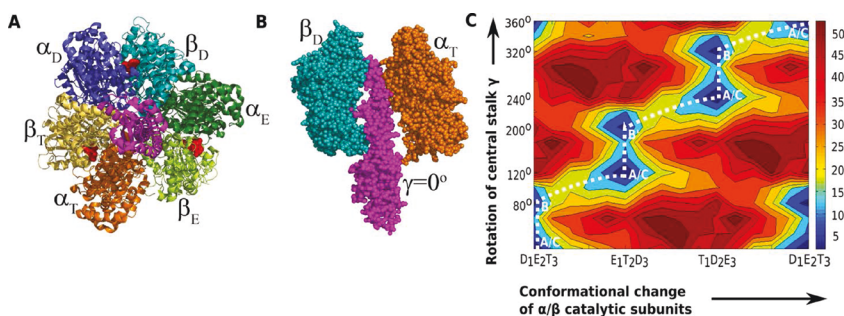 A
αD
βD
αE
βE
αT
βT
B
βD
αT
γ=0°
C
Rotation of central stalk γ
360°
320°
240°
200°
120°
80°
A/C
B'
A/C
B'
A/C
B'
A/C
D1E2T3
E1T2D3
T1D2E3
D1E2T3
Conformational change
of α/β catalytic subunits
50
45
40
35
30
25
20
15
10
5